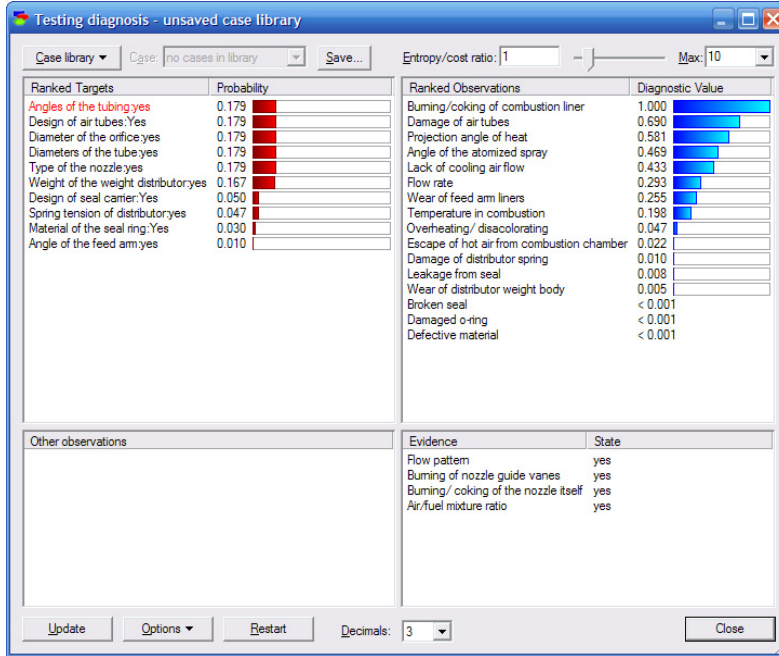 Testing diagnosis - unsaved case library
Case library Case: no cases in library Save... Entropy/cost ratio: 1 Max: 10
Ranked Targets Probability
Angles of the tubing:yes 0.179
Design of air tubes:Yes 0.179
Diameter of the orifice:yes 0.179
Diameters of the tube:yes 0.179
Type of the nozzle:yes 0.179
Weight of the weight distributor:yes 0.167
Design of seal carrier:Yes 0.050
Spring tension of distributor:yes 0.047
Material of the seal ring:Yes 0.030
Angle of the feed arm:yes 0.010
Ranked Observations Diagnostic Value
Burning/coking of combustion liner 1.000
Damage of air tubes 0.690
Projection angle of heat 0.581
Angle of the atomized spray 0.469
Lack of cooling air flow 0.433
Flow rate 0.293
Wear of feed arm liners 0.255
Temperature in combustion 0.198
Overheating/ disacolorating 0.047
Escape of hot air from combustion chamber 0.022
Damage of distributor spring 0.010
Leakage from seal 0.008
Wear of distributor weight body 0.005
Broken seal < 0.001
Damaged o-ring < 0.001
Defective material < 0.001
Other observations
Evidence State
Flow pattern yes
Burning of nozzle guide vanes yes
Burning/ coking of the nozzle itself yes
Air/fuel mixture ratio yes
Update Options Restart Decimals: 3 Close